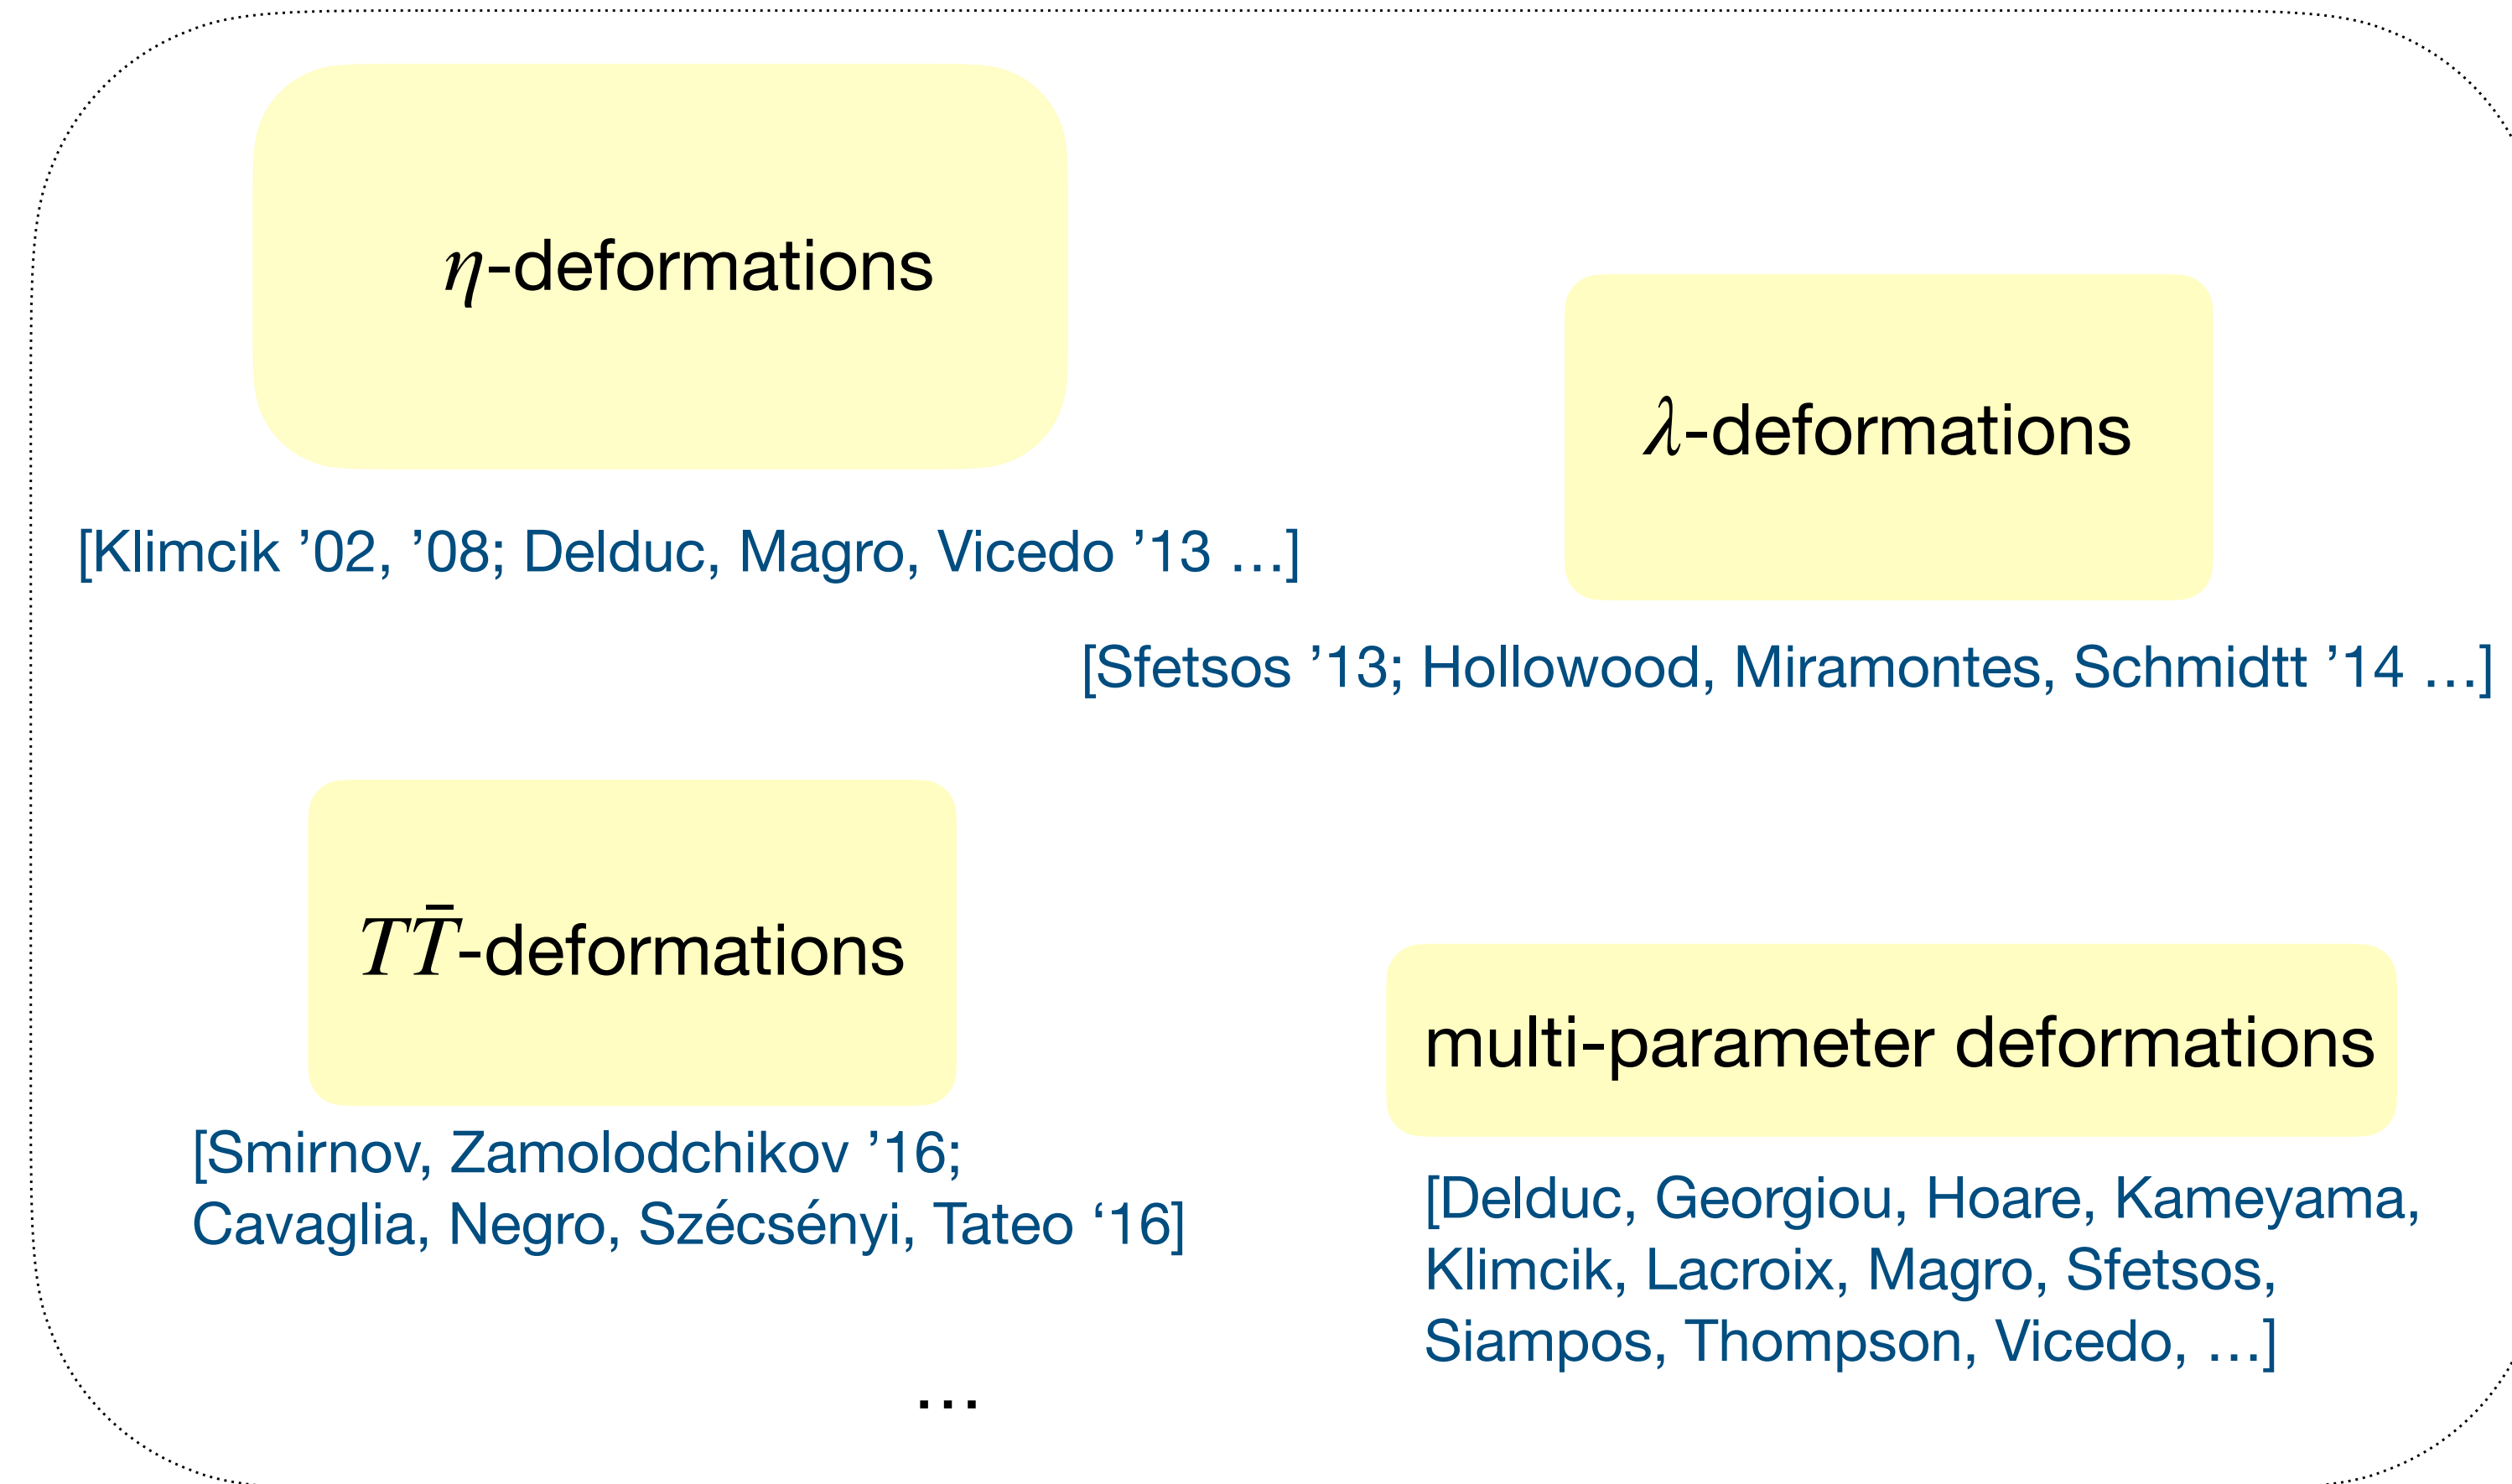 η-deformations
[Klimcik ’02, ’08; Delduc, Magro, Vicedo ’13 …]
λ-deformations
[Sfetsos ’13; Hollowood, Miramontes, Schmidtt ’14 …]
TT̄-deformations
[Smirnov, Zamolodchikov ’16;
Cavaglia, Negro, Szécsényi, Tateo ‘16]
multi-parameter deformations
[Delduc, Georgiou, Hoare, Kameyama,
Klimcik, Lacroix, Magro, Sfetsos,
Siampos, Thompson, Vicedo, …]
…